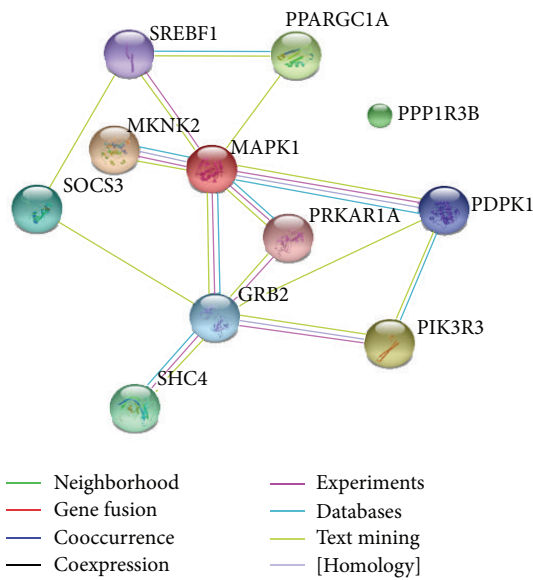 PPARGC1A
SREBF1
PPP1R3B
MKNK2
MAPK1
SOCS3
PRKAR1A
PDPK1
GRB2
PIK3R3
SHC4
Neighborhood
Gene fusion
Cooccurrence
Coexpression
Experiments
Databases
Text mining
[Homology]